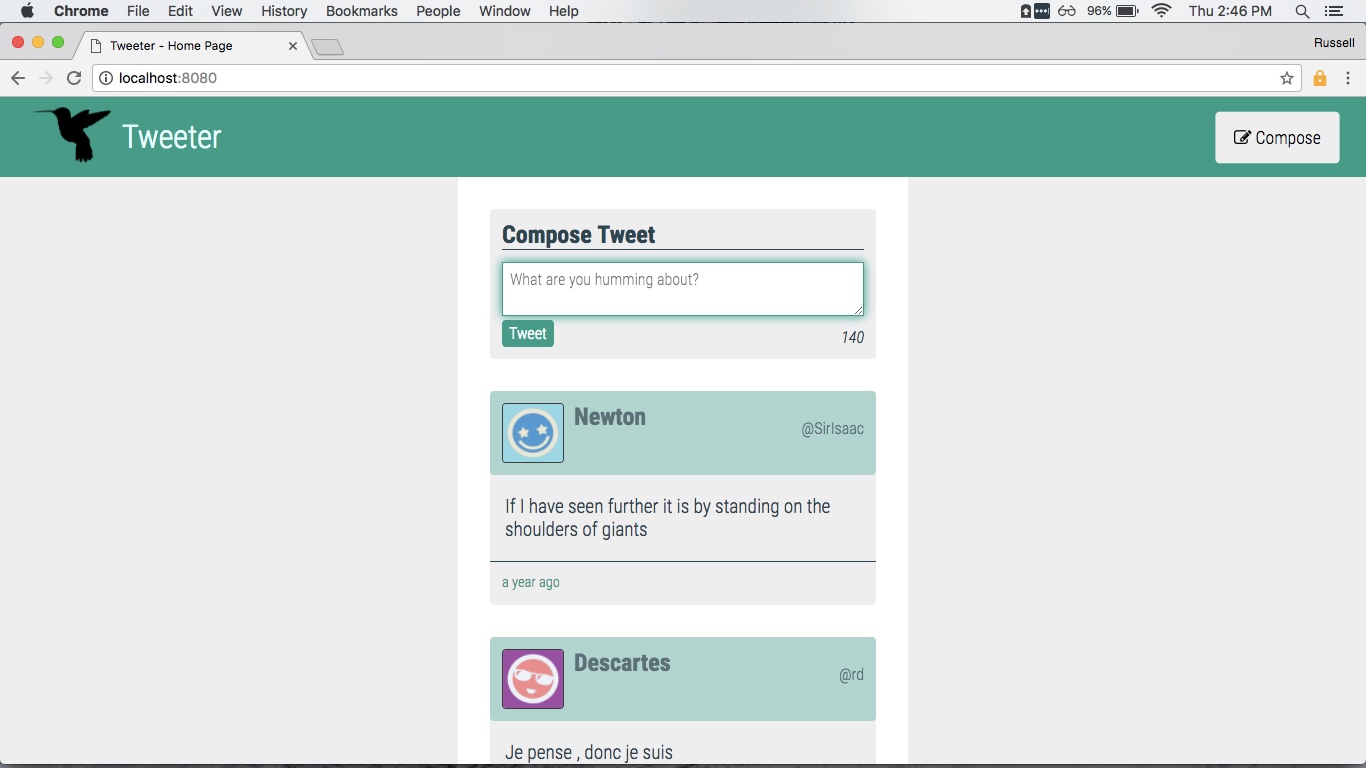 Chrome File Edit View History Bookmarks People Window Help 96% Thu 2:46 PM
Tweeter - Home Page Russell
localhost:8080
Tweeter Compose
Compose Tweet
What are you humming about?
Tweet 140
Newton @SirIsaac
If I have seen further it is by standing on the
shoulders of giants
a year ago
Descartes @rd
Je pense , donc je suis